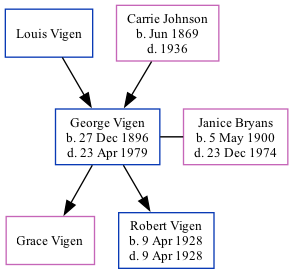 Louis Vigen
Carrie Johnson
b. Jun 1869
d. 1936
George Vigen
b. 27 Dec 1896
d. 23 Apr 1979
Janice Bryans
b. 5 May 1900
d. 23 Dec 1974
Grace Vigen
Robert Vigen
b. 9 Apr 1928
d. 9 Apr 1928